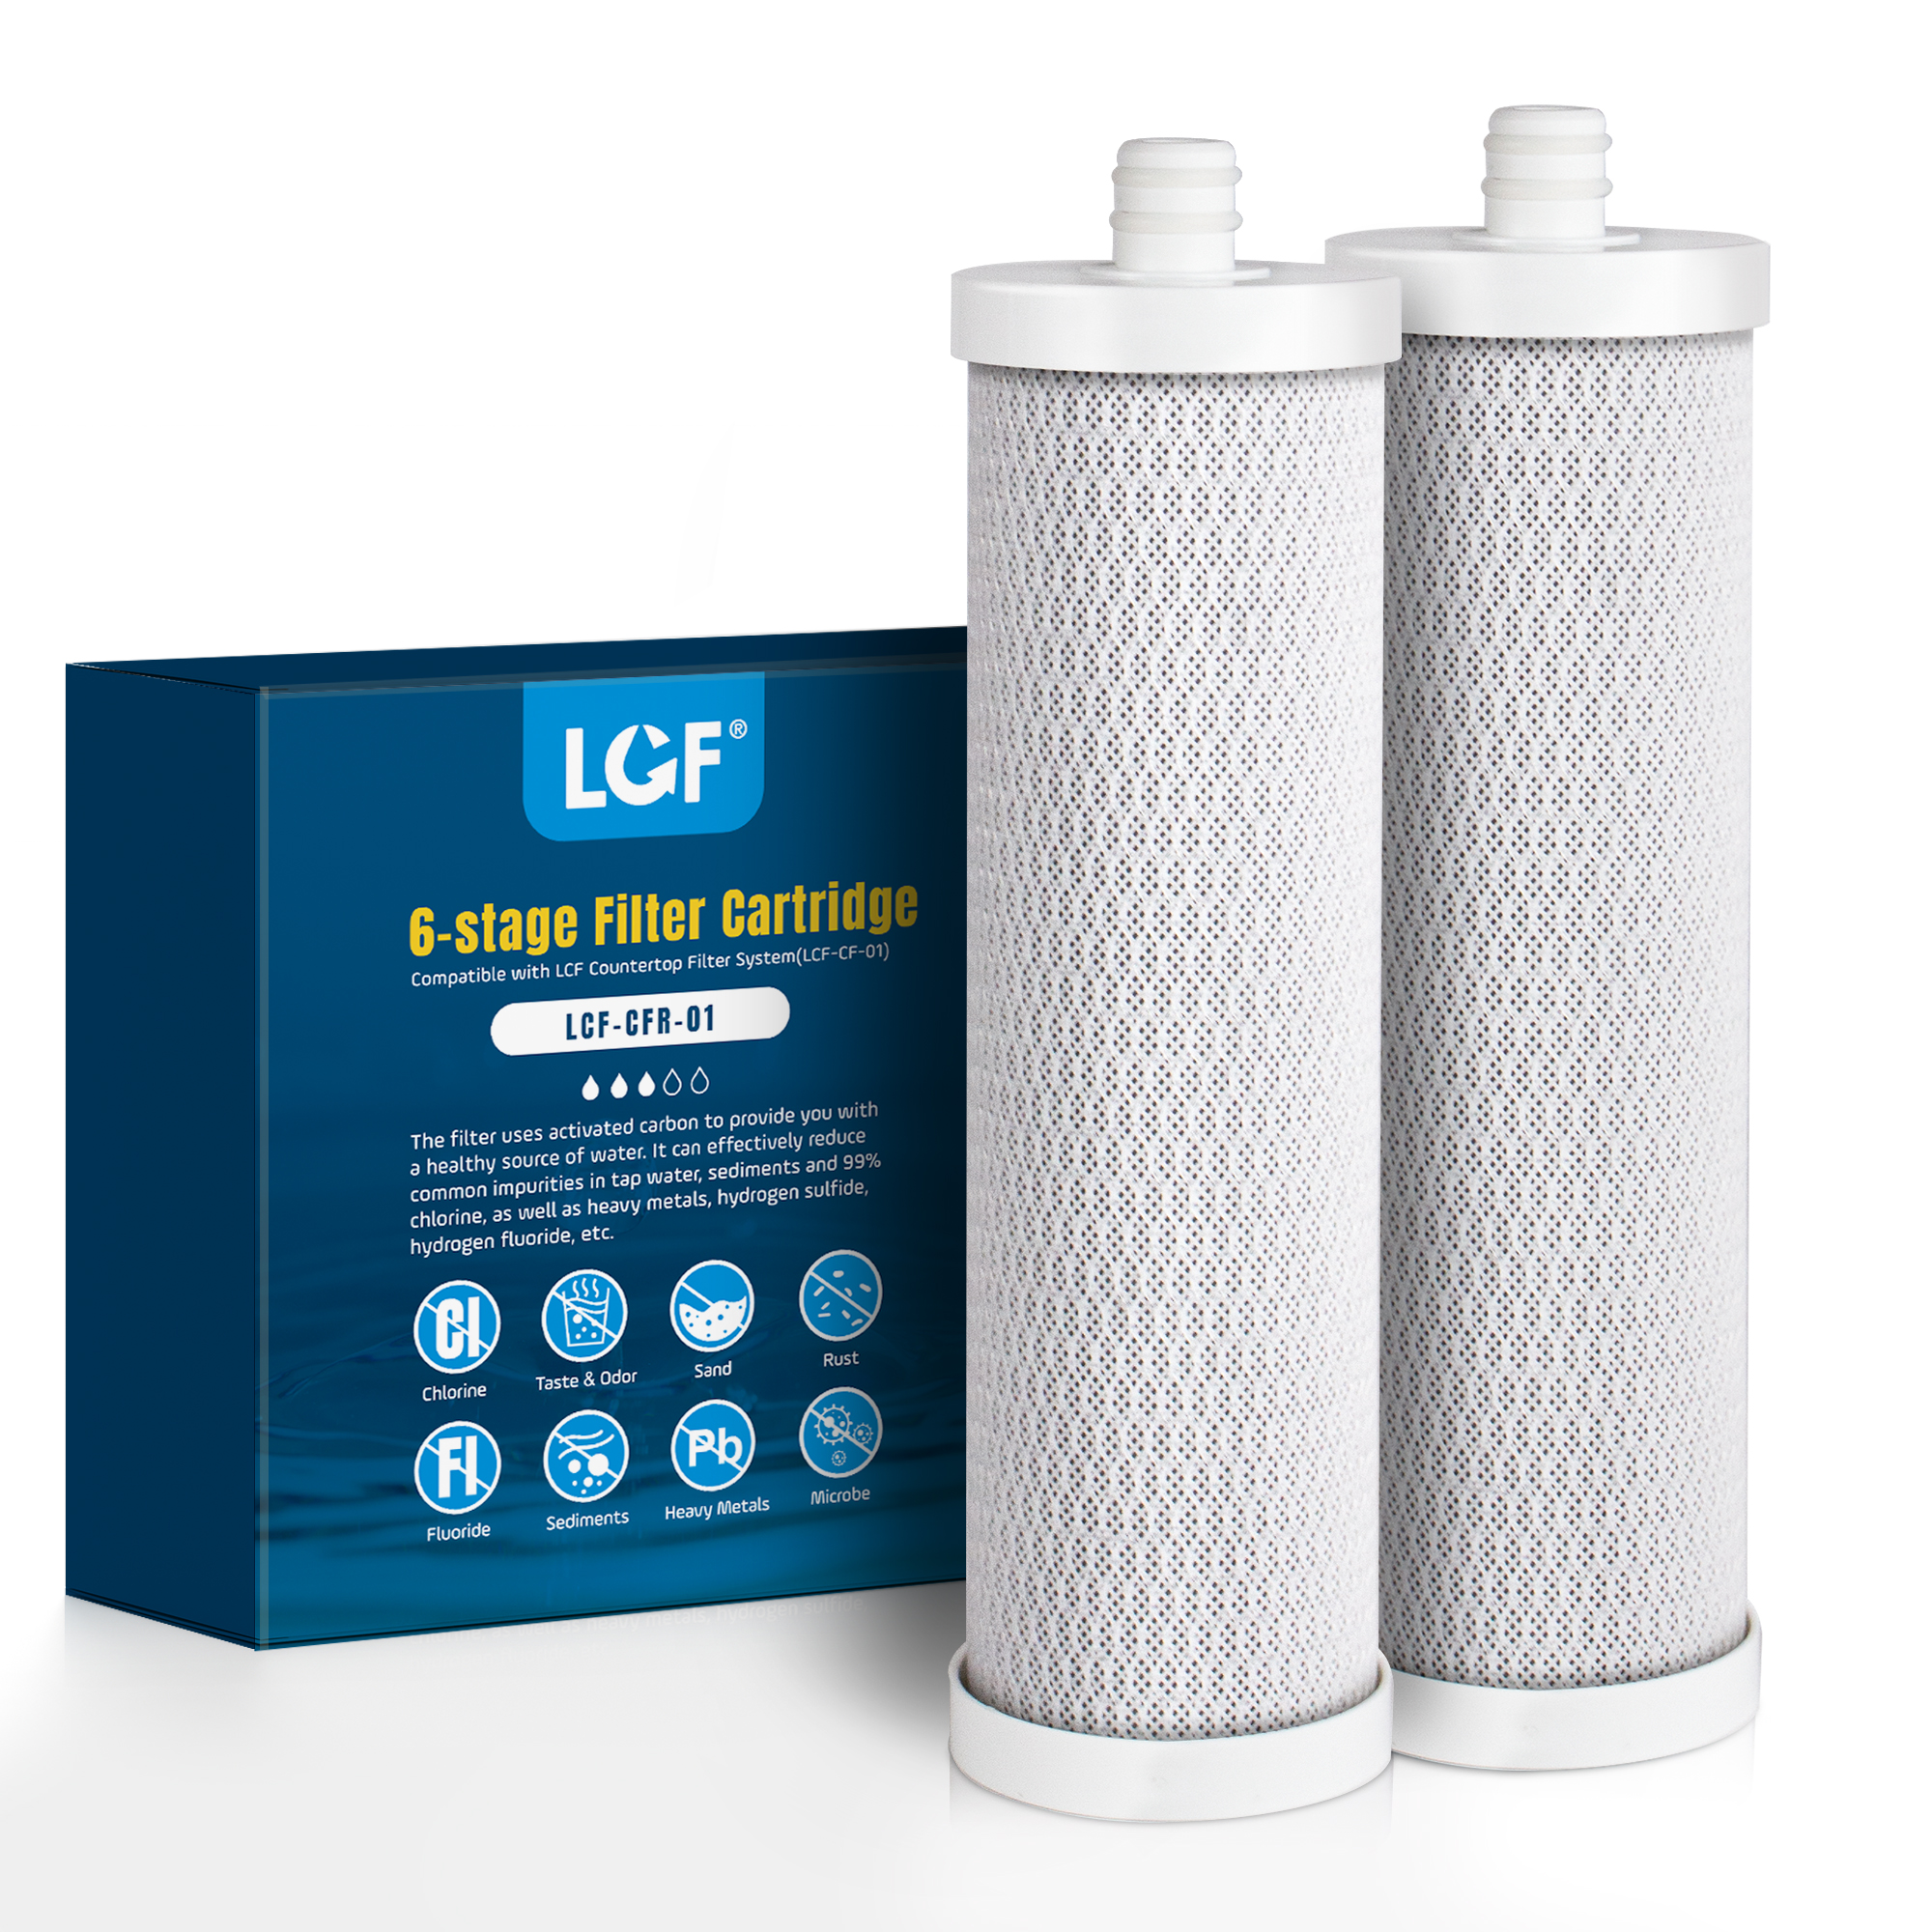 LCF®
6-stage Filter Cartridge
Compatible with LCF Countertop Filter System(LCF-CF-01)
LCF-CFR-01
The filter uses activated carbon to provide you with
a healthy source of water. It can effectively reduce
common impurities in tap water, sediments and 99%
chlorine, as well as heavy metals, hydrogen sulfide,
hydrogen fluoride, etc.
Cl
Chlorine
Taste & Odor
Sand
Rust
Fl
Fluoride
Sediments
Pb
Heavy Metals
Microbe